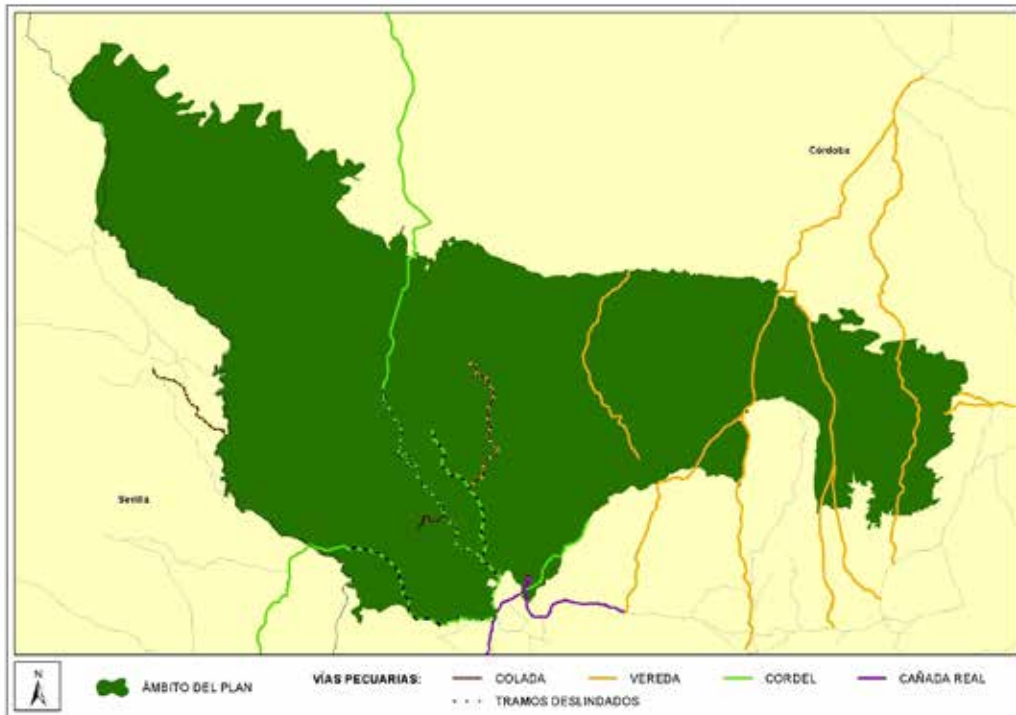 Córdoba
Sevilla
N
ÁMBITO DEL PLAN
VÍAS PECUARIAS:
COLADA
VEREDA
CORDEL
CAÑADA REAL
TRAMOS DESLINDADOS